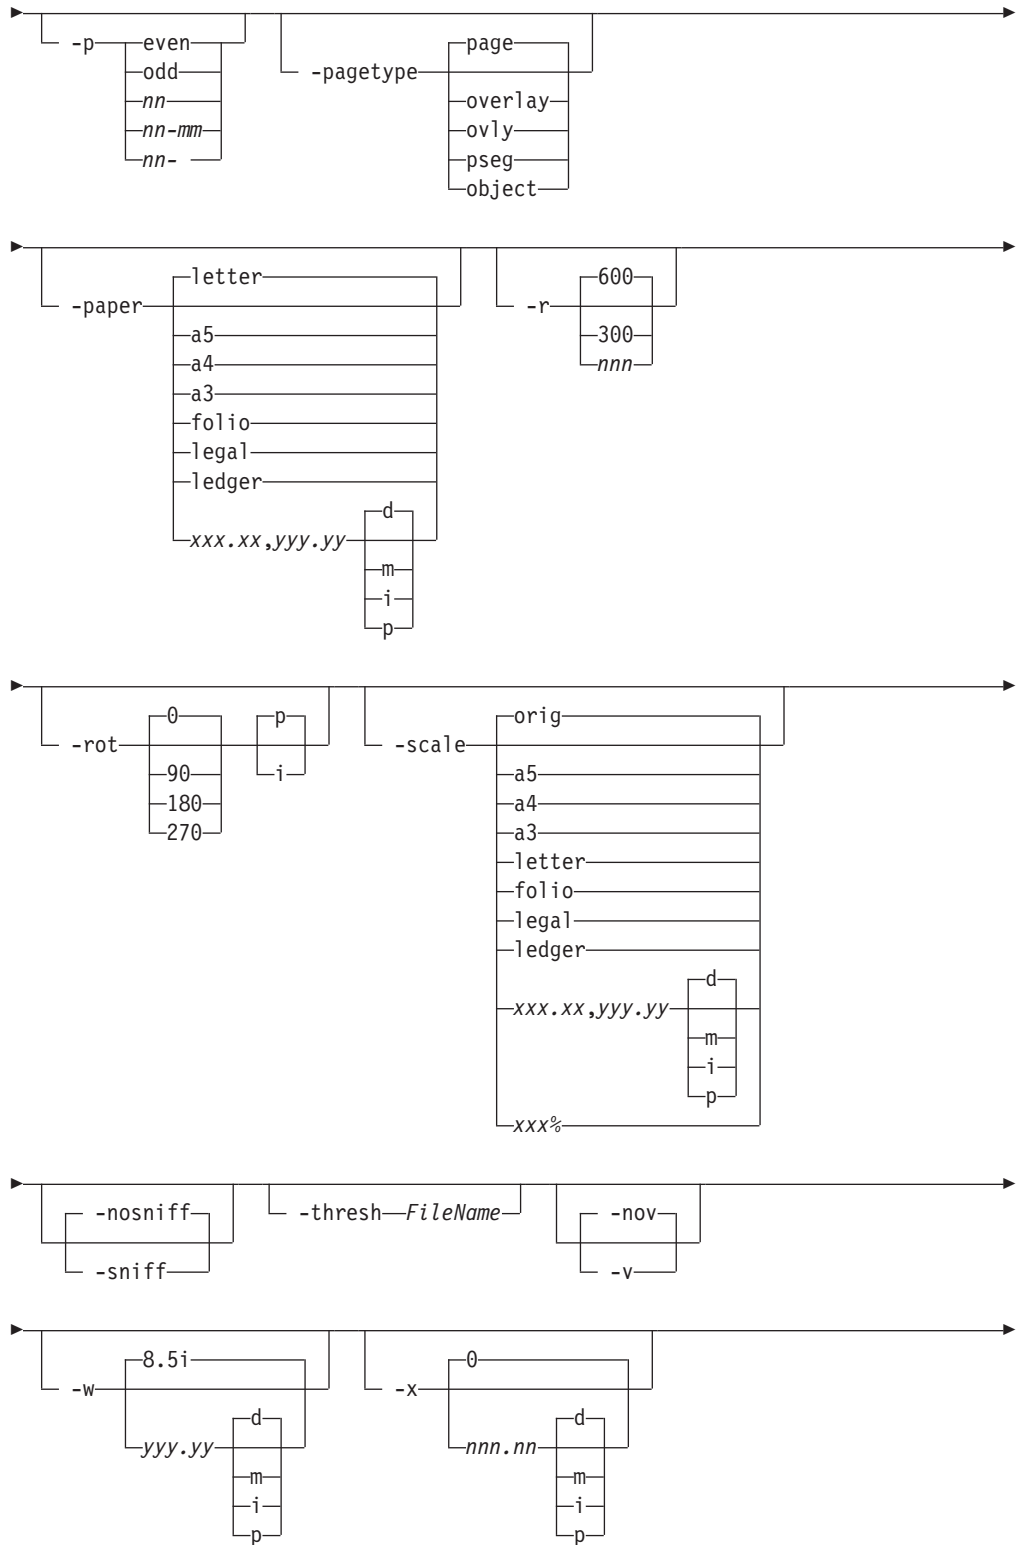 -p even -pagetype page
odd overlay
nn ovly
nn-mm pseg
nn- object
-paper letter -r 600
a5 300
a4 nnn
a3
folio
legal
ledger
xxx.xx,yyy.yy d
m
i
p
-rot 0 p -scale orig
90 i a5
180 a4
270 a3
letter
folio
legal
ledger
xxx.xx,yyy.yy d
m
i
p
xxx%
-nosniff -thresh FileName -nov
-sniff -v
-w 8.5i -x 0
yyy.yy d nnn.nn d
m m
i i
p p